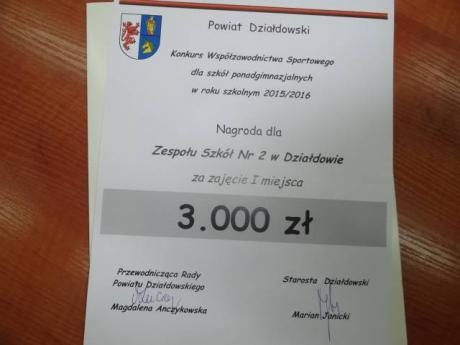 Powiat Działdowski
Konkurs Współzawodnictwa Sportowego
dla szkół ponadgimnazjalnych
w roku szkolnym 2015/2016
Nagroda dla
Zespołu Szkół Nr 2 w Działdowie
za zajęcie I miejsca
3.000 zł
Przewodnicząca Rady
Powiatu Działdowskiego
Magdalena Anczykowska
Starosta Działdowski
Marian Janicki